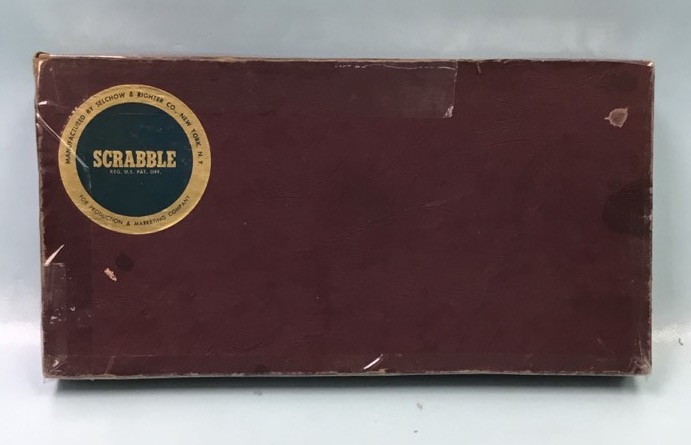 MANUFACTURED BY SELCHOW & RIGHTER CO., NEW YORK, N.Y.
SCRABBLE
REG. U.S. PAT. OFF.
FOR PRODUCTION & MARKETING COMPANY